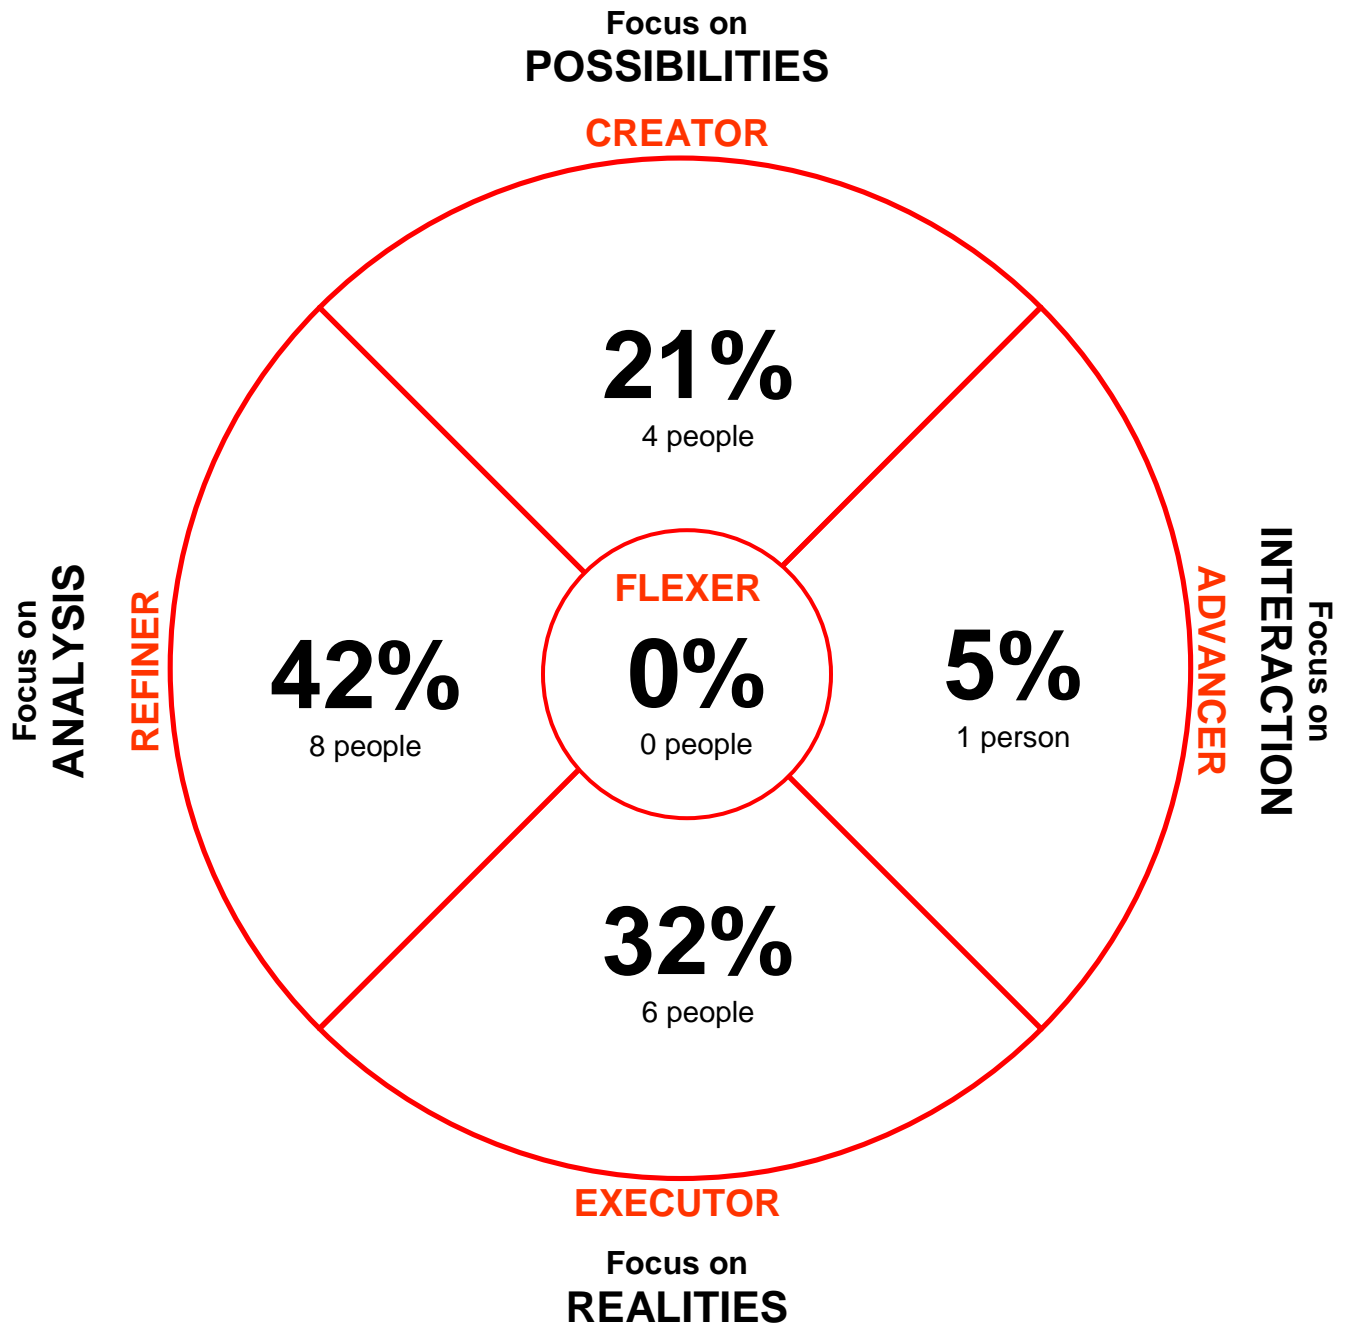 Focus on
POSSIBILITIES
CREATOR
21%
4 people
Focus on
ANALYSIS
REFINER
42%
8 people
FLEXER
0%
0 people
5%
1 person
ADVANCER
Focus on
INTERACTION
32%
6 people
EXECUTOR
Focus on
REALITIES